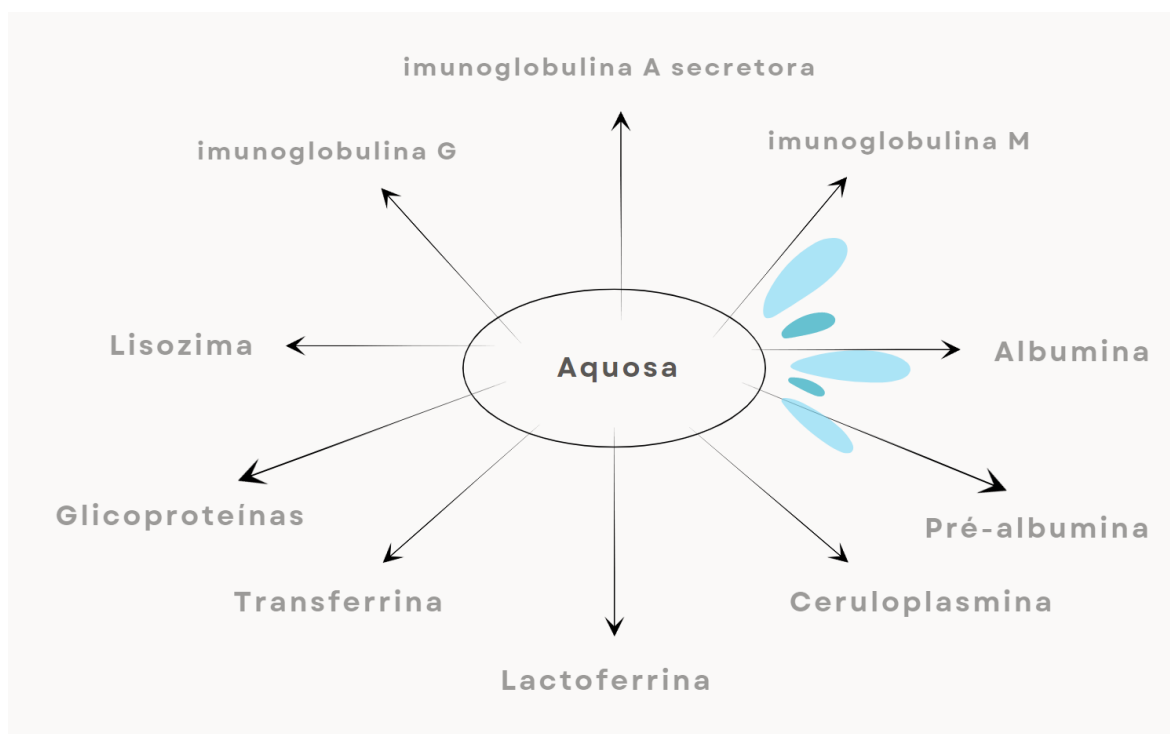 imunoglobulina A secretora
imunoglobulina M
imunoglobulina G
Lisozima
Albumina
Aquosa
Glicoproteínas
Pré-albumina
Transferrina
Ceruloplasmina
Lactoferrina